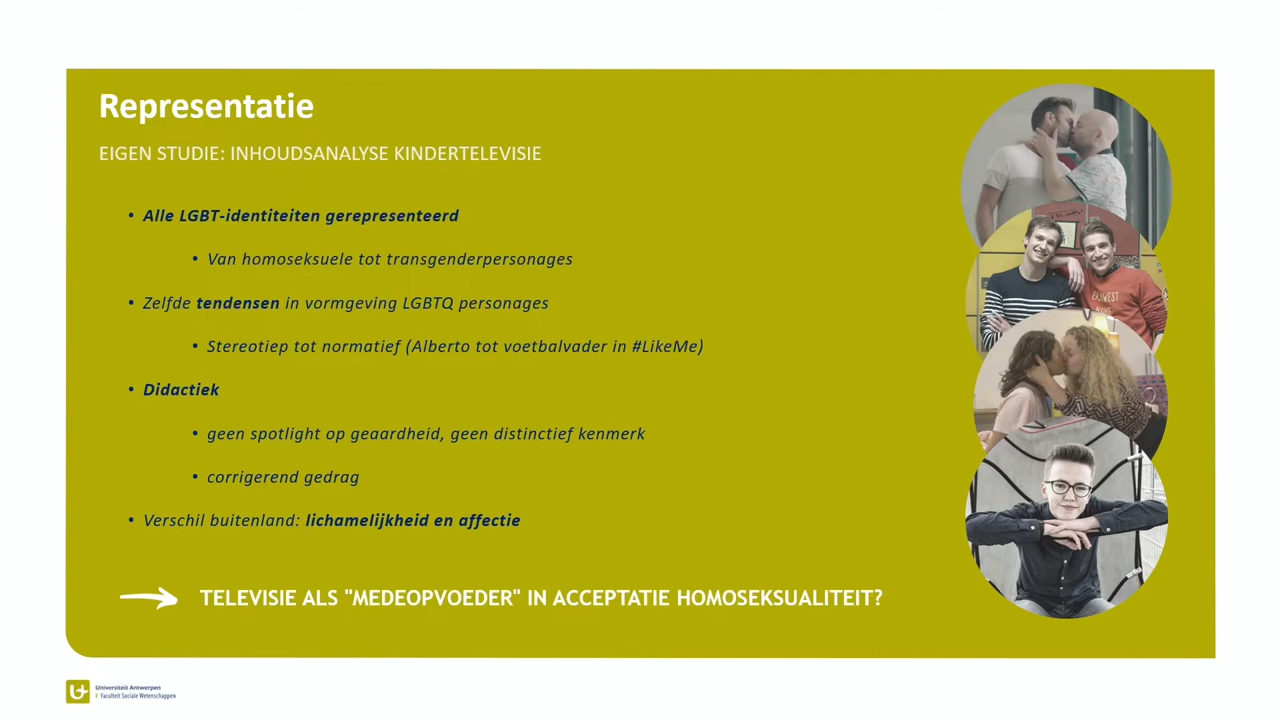 Representatie
EIGEN STUDIE: INHOUDSANALYSE KINDERTELEVISIE
• Alle LGBT-identiteiten gerepresenteerd
• Van homoseksuele tot transgenderpersonages
• Zelfde tendensen in vormgeving LGBTQ personages
• Stereotiep tot normatief (Alberto tot voetbalvader in #LikeMe)
• Didactiek
• geen spotlight op geaardheid, geen distinctief kenmerk
• corrigerend gedrag
• Verschil buitenland: lichamelijkheid en affectie
TELEVISIE ALS "MEDEOPVOEDER" IN ACCEPTATIE HOMOSEKSUALITEIT?
Universiteit Antwerpen
| Faculteit Sociale Wetenschappen